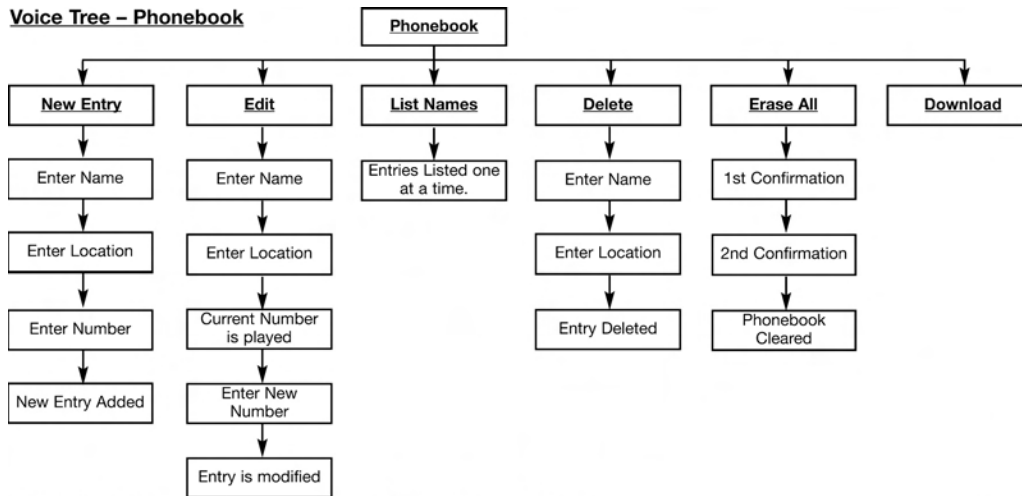 Voice Tree – Phonebook
Phonebook
New Entry
Edit
List Names
Delete
Erase All
Download
Enter Name
Enter Name
Entries Listed one
at a time.
Enter Name
1st Confirmation
Enter Location
Enter Location
Enter Location
2nd Confirmation
Enter Number
Current Number
is played
Entry Deleted
Phonebook
Cleared
New Entry Added
Enter New
Number
Entry is modified